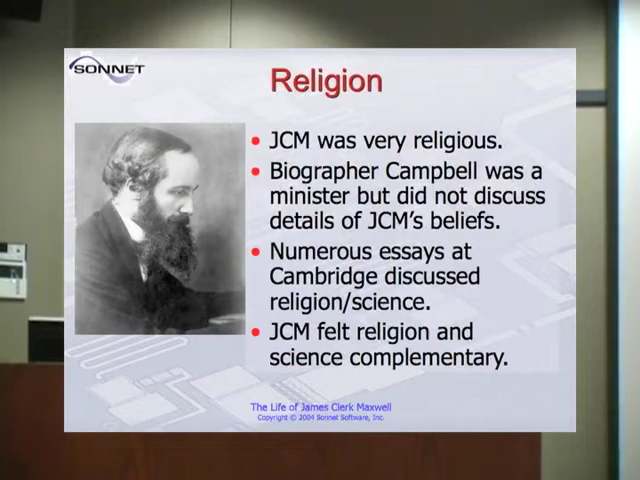 SONNET
Religion
• JCM was very religious.
• Biographer Campbell was a
minister but did not discuss
details of JCM's beliefs.
• Numerous essays at
Cambridge discussed
religion/science.
• JCM felt religion and
science complementary.
The Life of James Clerk Maxwell
Copyright © 2004 Sonnet Software, Inc.